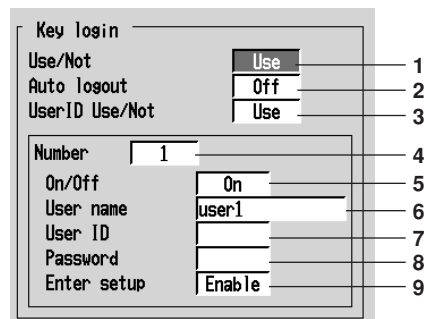 Key login
Use/Not Use 1
Auto logout Off 2
UserID Use/Not Use 3
Number 1 4
On/Off On 5
User name user1 6
User ID 7
Password 8
Enter setup Enable 9